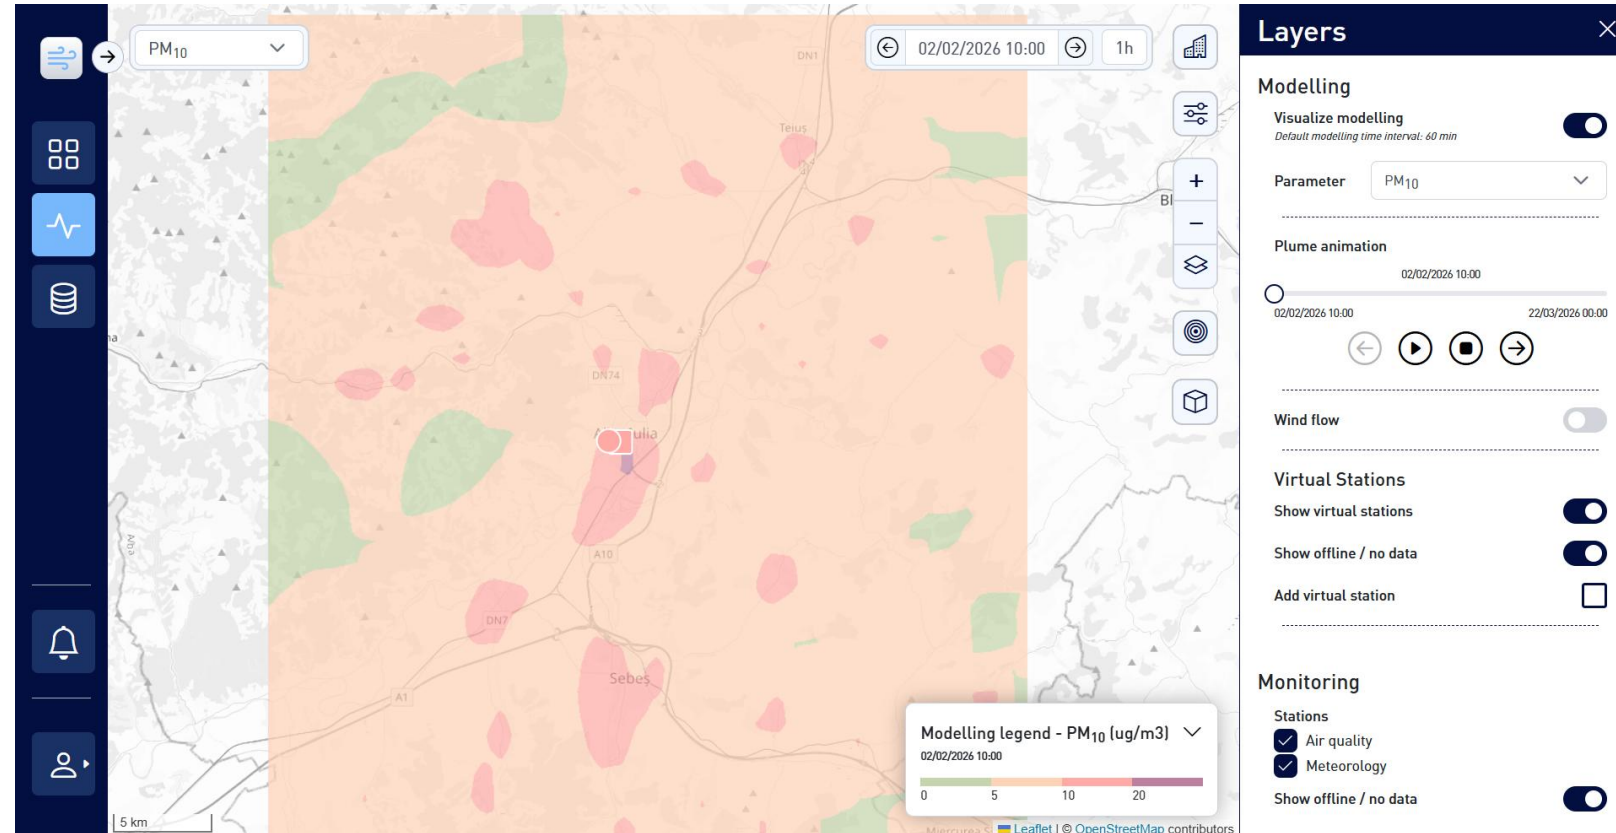 PM10
02/02/2026 10:00
1h
DN1
Teiuș
Bl
DN74
ulia
Alba
A10
DN7
Sebeș
A1
5 km
Modelling legend - PM10 (ug/m3)
02/02/2026 10:00
0 5 10 20
Leaflet | © OpenStreetMap contributors
Layers
Modelling
Visualize modelling
Default modelling time interval: 60 min
Parameter
PM10
Plume animation
02/02/2026 10:00
02/02/2026 10:00
22/03/2026 00:00
Wind flow
Virtual Stations
Show virtual stations
Show offline / no data
Add virtual station
Monitoring
Stations
Air quality
Meteorology
Show offline / no data